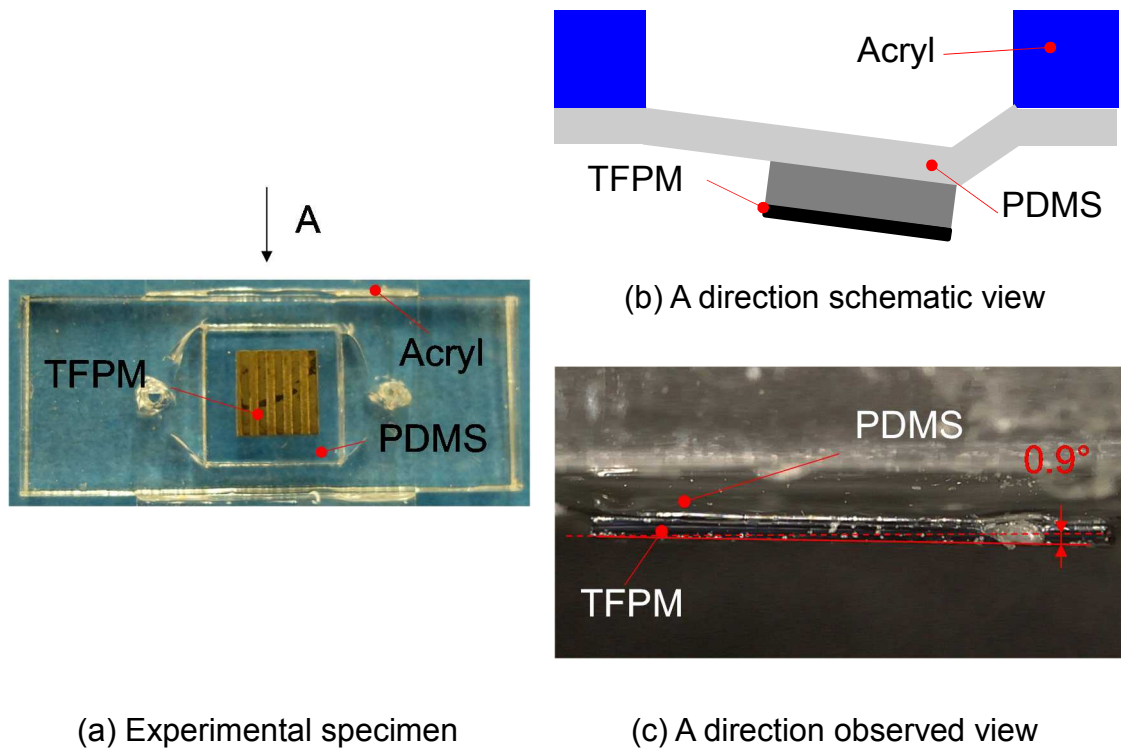 A
TFPM
Acryl
PDMS
(a) Experimental specimen
Acryl
TFPM
PDMS
(b) A direction schematic view
PDMS
0.9°
TFPM
(c) A direction observed view